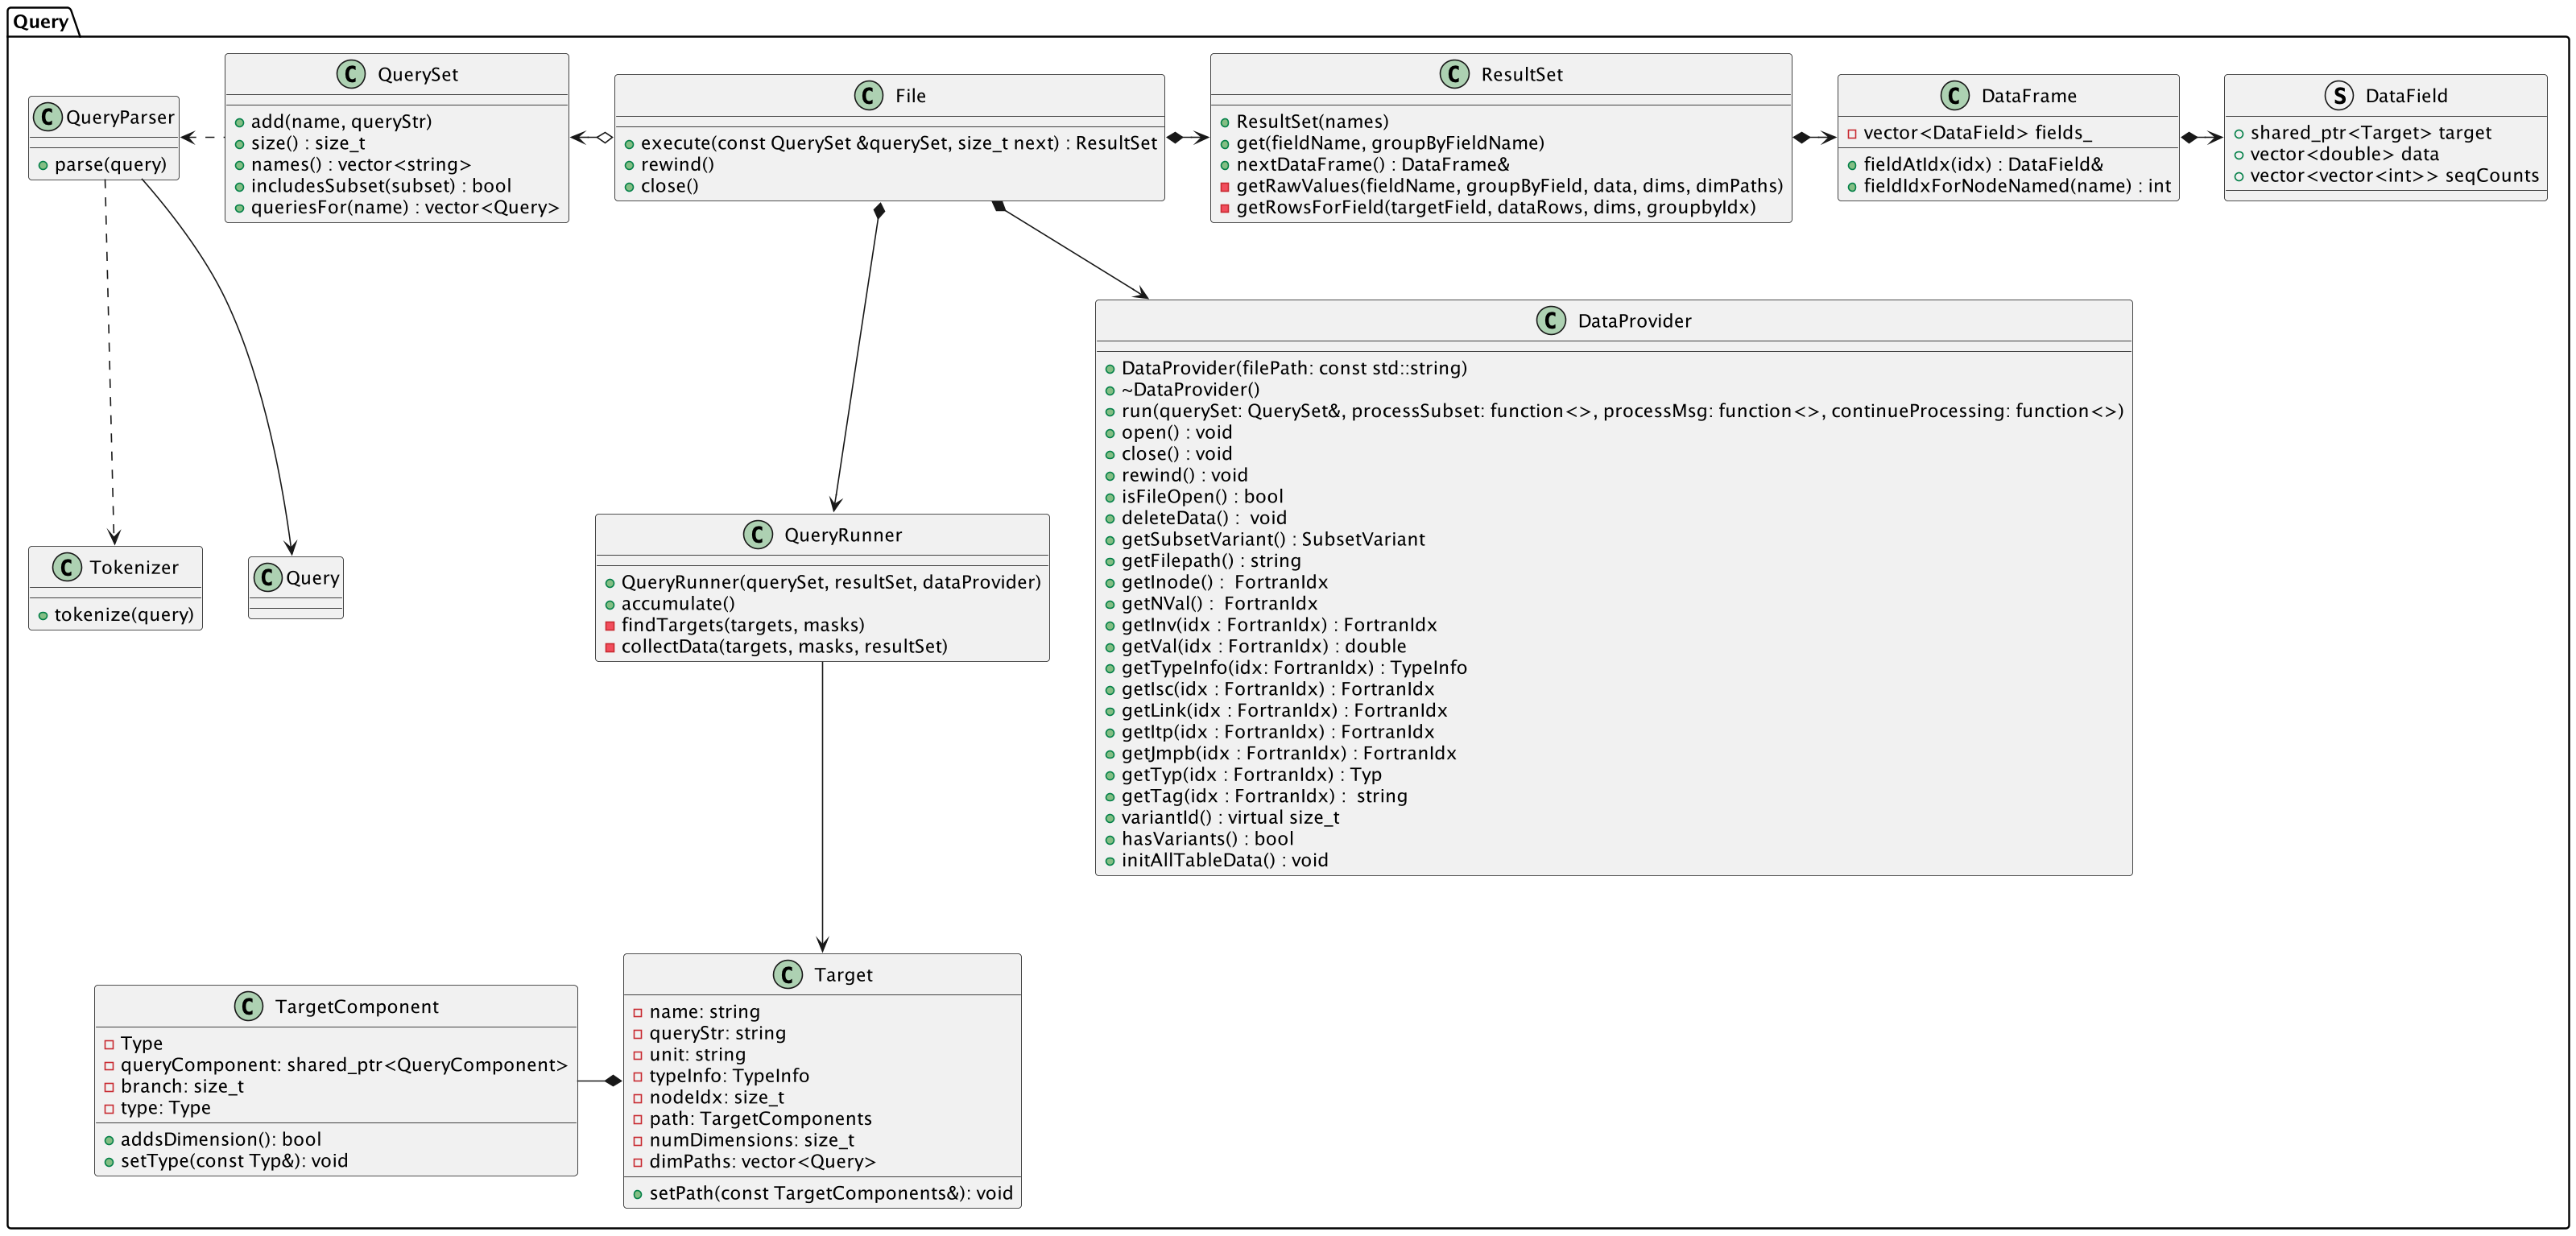 Query
C QueryParser
parse(query)
C QuerySet
add(name, queryStr)
size() : size_t
names() : vector<string>
includesSubset(subset) : bool
queriesFor(name) : vector<Query>
C File
execute(const QuerySet &querySet, size_t next) : ResultSet
rewind()
close()
C ResultSet
ResultSet(names)
get(fieldName, groupByFieldName)
nextDataFrame() : DataFrame&
getRawValues(fieldName, groupByField, data, dims, dimPaths)
getRowsForField(targetField, dataRows, dims, groupbyIdx)
C DataFrame
vector<DataField> fields_
fieldAtIdx(idx) : DataField&
fieldIdxForNodeNamed(name) : int
S DataField
shared_ptr<Target> target
vector<double> data
vector<vector<int>> seqCounts
C DataProvider
DataProvider(filePath: const std::string)
~DataProvider()
run(querySet: QuerySet&, processSubset: function<>, processMsg: function<>, continueProcessing: function<>)
open() : void
close() : void
rewind() : void
isFileOpen() : bool
deleteData() :  void
getSubsetVariant() : SubsetVariant
getFilepath() : string
getInode() :  FortranIdx
getNVal() :  FortranIdx
getInv(idx : FortranIdx) : FortranIdx
getVal(idx : FortranIdx) : double
getTypeInfo(idx: FortranIdx) : TypeInfo
getIsc(idx : FortranIdx) : FortranIdx
getLink(idx : FortranIdx) : FortranIdx
getItp(idx : FortranIdx) : FortranIdx
getJmpb(idx : FortranIdx) : FortranIdx
getTyp(idx : FortranIdx) : Typ
getTag(idx : FortranIdx) :  string
variantId() : virtual size_t
hasVariants() : bool
initAllTableData() : void
C Tokenizer
tokenize(query)
C Query
C QueryRunner
QueryRunner(querySet, resultSet, dataProvider)
accumulate()
findTargets(targets, masks)
collectData(targets, masks, resultSet)
C TargetComponent
Type
queryComponent: shared_ptr<QueryComponent>
branch: size_t
type: Type
addsDimension(): bool
setType(const Typ&): void
C Target
name: string
queryStr: string
unit: string
typeInfo: TypeInfo
nodeIdx: size_t
path: TargetComponents
numDimensions: size_t
dimPaths: vector<Query>
setPath(const TargetComponents&): void